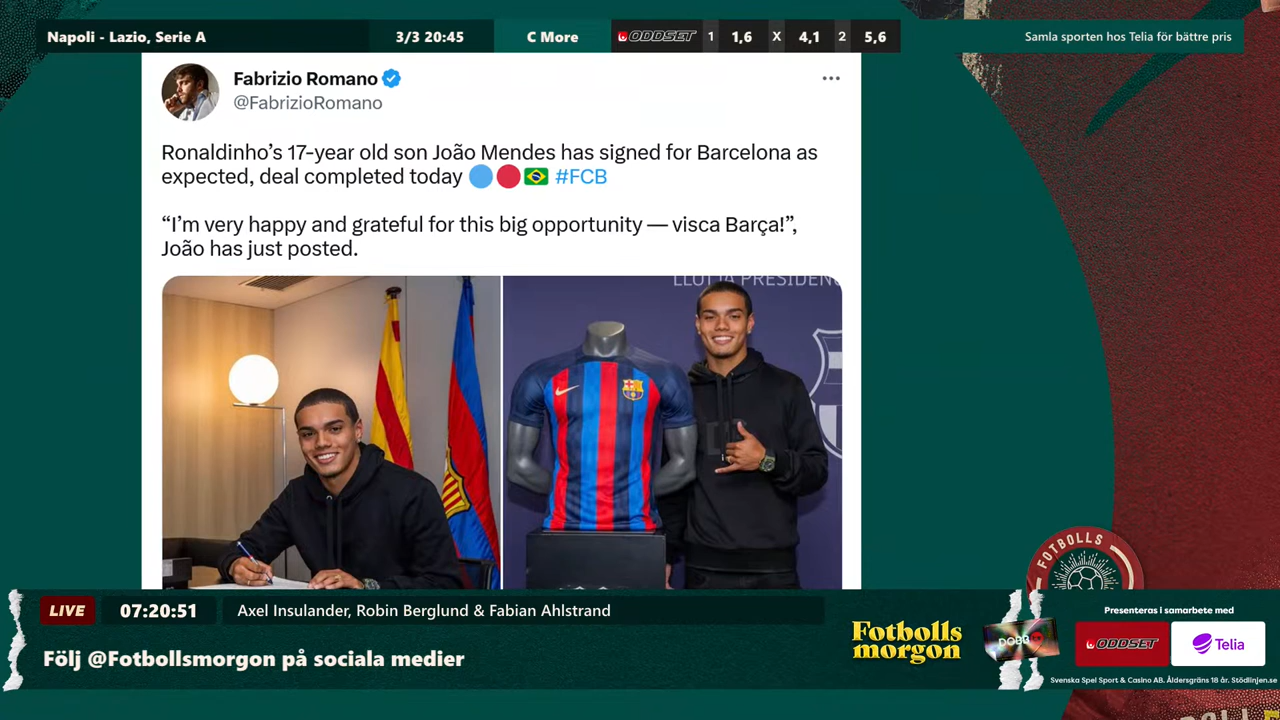 Napoli - Lazio, Serie A 3/3 20:45 C More ODDSET 1 1,6 X 4,1 2 5,6 Samla sporten hos Telia för bättre pris
Fabrizio Romano
@FabrizioRomano
Ronaldinho’s 17-year old son João Mendes has signed for Barcelona as
expected, deal completed today 🔵🔴🇧🇷 #FCB
“I’m very happy and grateful for this big opportunity — visca Barça!”,
João has just posted.
FOTBOLLS
LIVE 07:20:51 Axel Insulander, Robin Berglund & Fabian Ahlstrand
Följ @Fotbollsmorgon på sociala medier
Fotbolls
morgon
Presenteras i samarbete med
ODDSET Telia
Svenska Spel Sport & Casino AB. Åldersgräns 18 år. Stödlinjen.se